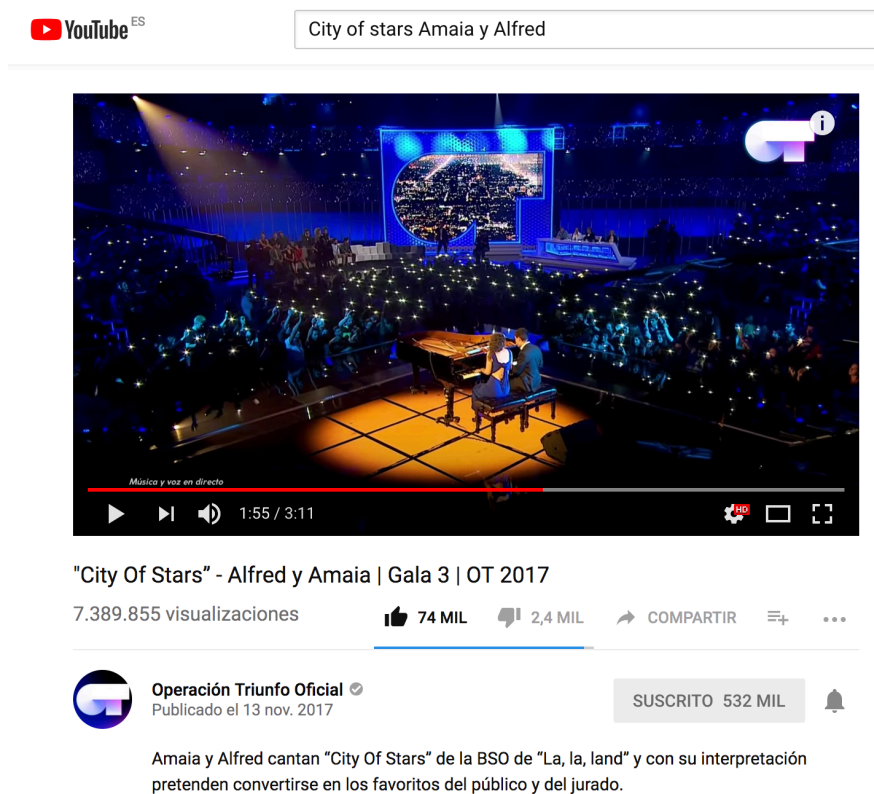 YouTube ES
City of stars Amaia y Alfred
i
Música y voz en directo
1:55 / 3:11
HD
"City Of Stars” - Alfred y Amaia | Gala 3 | OT 2017
7.389.855 visualizaciones
74 MIL
2,4 MIL
COMPARTIR
Operación Triunfo Oficial
Publicado el 13 nov. 2017
SUSCRITO 532 MIL
Amaia y Alfred cantan “City Of Stars” de la BSO de “La, la, land” y con su interpretación
pretenden convertirse en los favoritos del público y del jurado.